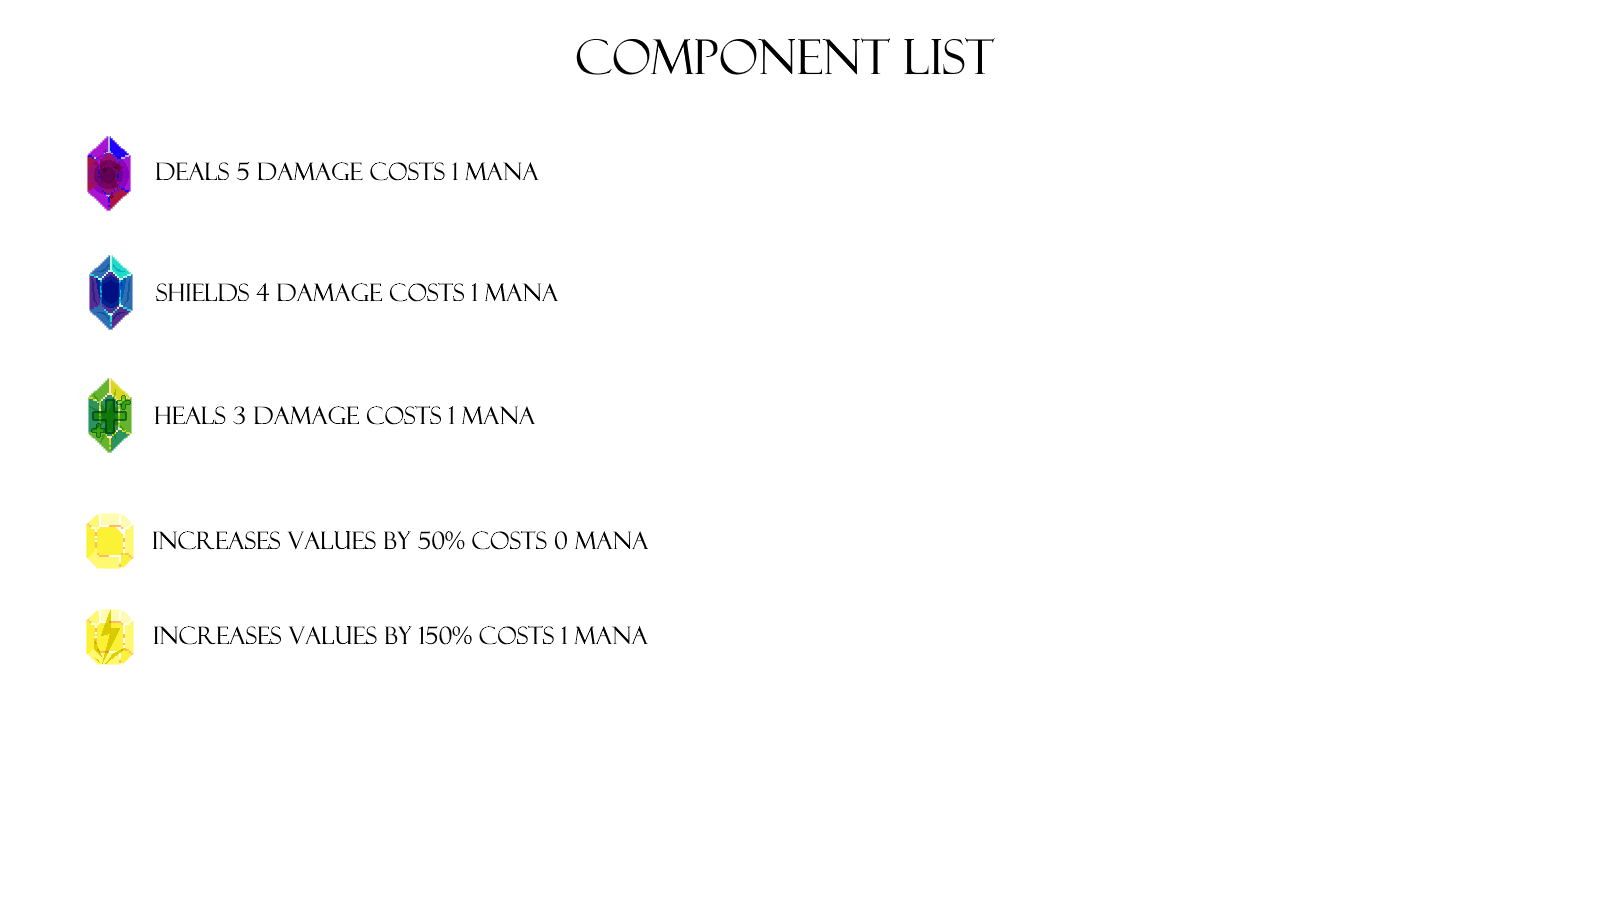 COMPONENT LIST
DEALS 5 DAMAGE COSTS 1 MANA
SHIELDS 4 DAMAGE COSTS 1 MANA
HEALS 3 DAMAGE COSTS 1 MANA
INCREASES VALUES BY 50% COSTS 0 MANA
INCREASES VALUES BY 150% COSTS 1 MANA